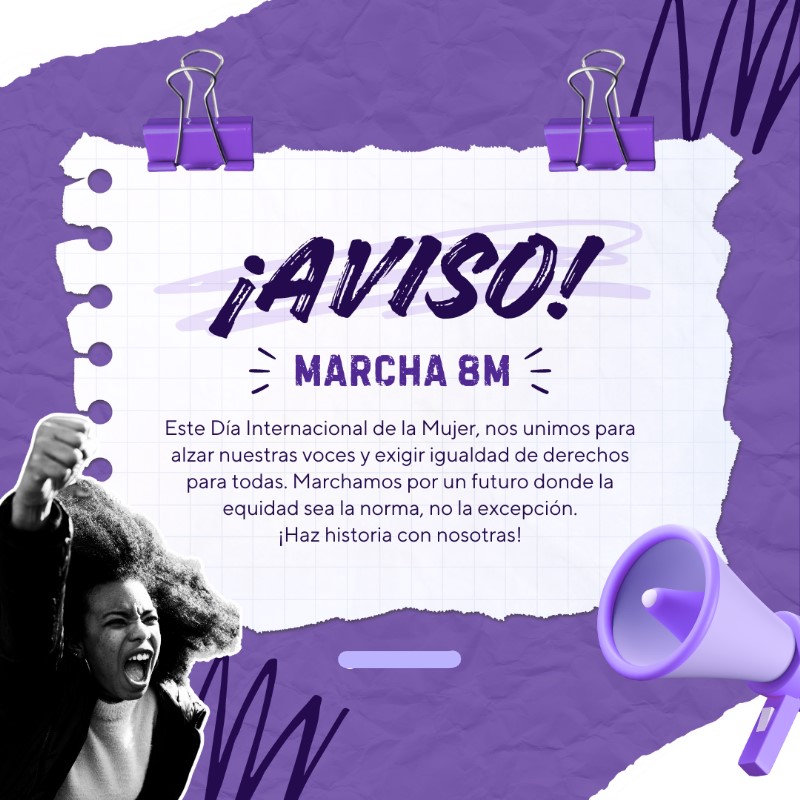 ¡AVISO!
MARCHA 8M
Este Día Internacional de la Mujer, nos unimos para
alzar nuestras voces y exigir igualdad de derechos
para todas. Marchamos por un futuro donde la
equidad sea la norma, no la excepción.
¡Haz historia con nosotras!